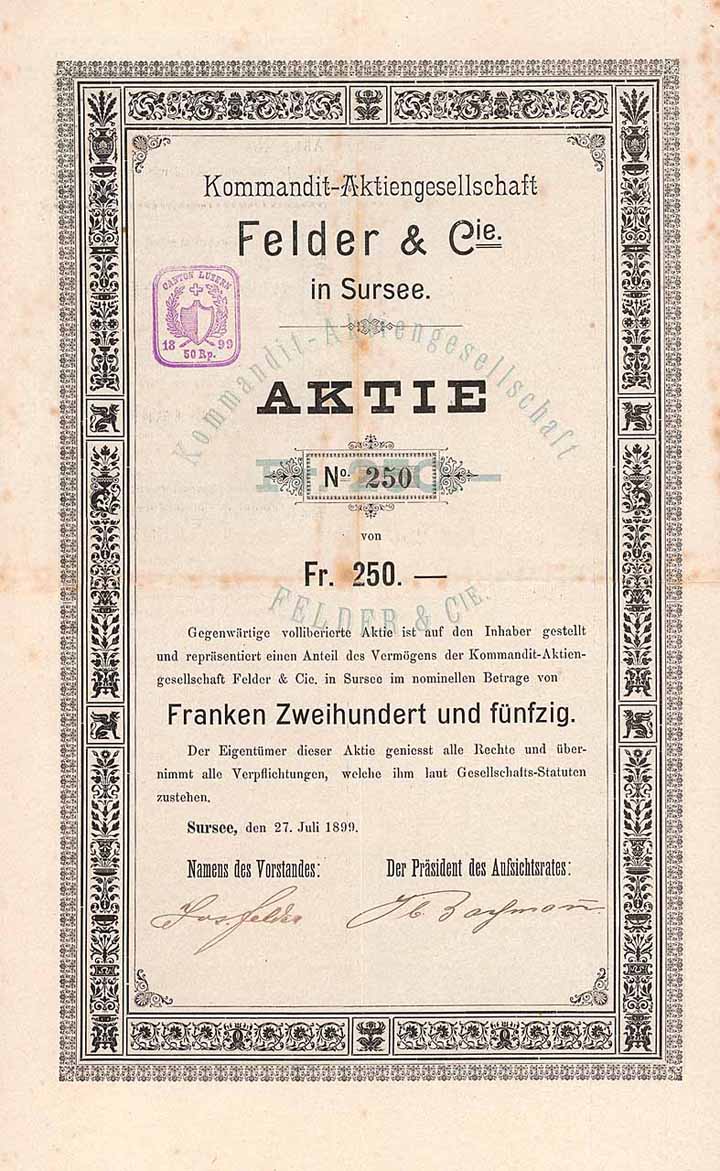 Kommandit-Aktiengesellschaft
Felder & Cie.
in Sursee.
CANTON LUZERN
18 99
50 Rp.
Kommandit-Aktiengesellschaft
AKTIE
No. 250
von
Fr. 250. —
FELDER & CIE.
Gegenwärtige volliberierte Aktie ist auf den Inhaber gestellt
und repräsentiert einen Anteil des Vermögens der Kommandit-Aktien-
gesellschaft Felder & Cie. in Sursee im nominellen Betrage von
Franken Zweihundert und fünfzig.
Der Eigentümer dieser Aktie geniesst alle Rechte und über-
nimmt alle Verpflichtungen, welche ihm laut Gesellschafts-Statuten
zustehen.
Sursee, den 27. Juli 1899.
Namens des Vorstandes:
Der Präsident des Aufsichtsrates:
Jos. Felder
Bachmann